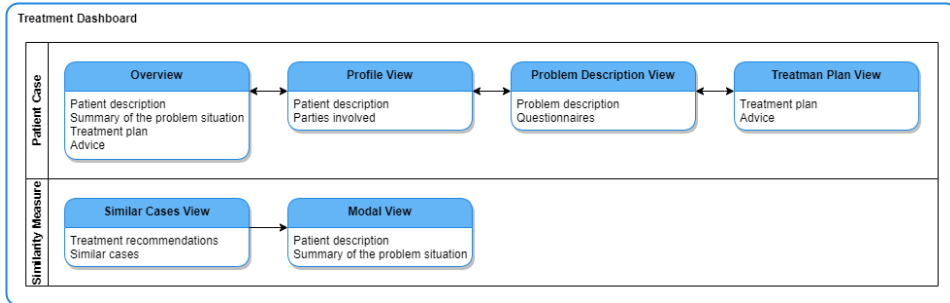 Treatment Dashboard
Patient Case
Overview
Patient description
Summary of the problem situation
Treatment plan
Advice
Profile View
Patient description
Parties involved
Problem Description View
Problem description
Questionnaires
Treatman Plan View
Treatment plan
Advice
Similarity Measure
Similar Cases View
Treatment recommendations
Similar cases
Modal View
Patient description
Summary of the problem situation